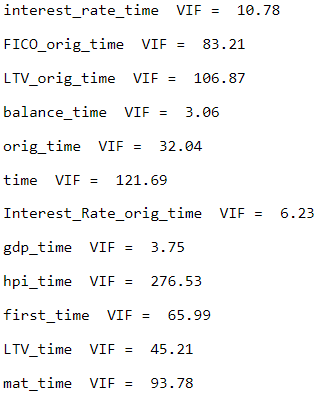 interest_rate_time  VIF =  10.78
FICO_orig_time  VIF =  83.21
LTV_orig_time  VIF =  106.87
balance_time  VIF =  3.06
orig_time  VIF =  32.04
time  VIF =  121.69
Interest_Rate_orig_time  VIF =  6.23
gdp_time  VIF =  3.75
hpi_time  VIF =  276.53
first_time  VIF =  65.99
LTV_time  VIF =  45.21
mat_time  VIF =  93.78